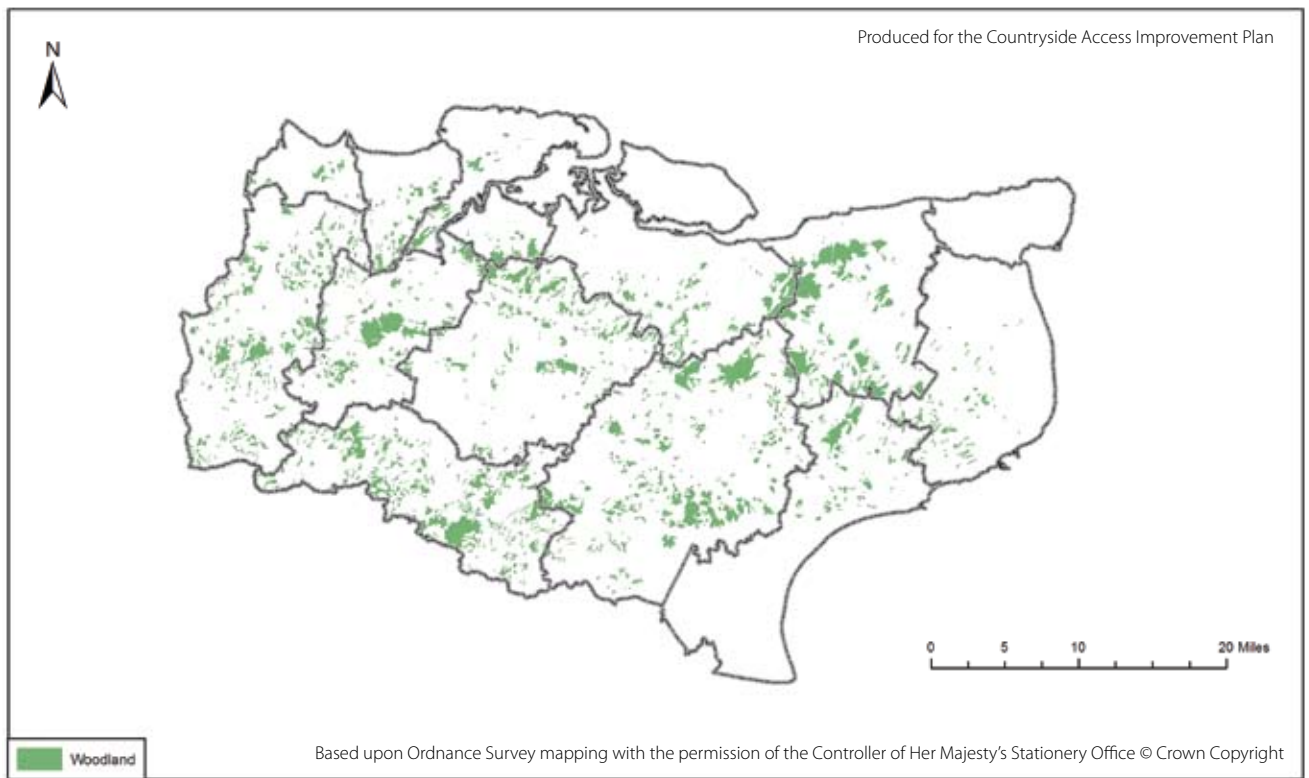 Produced for the Countryside Access Improvement Plan
N
0 5 10 20 Miles
Woodland
Based upon Ordnance Survey mapping with the permission of the Controller of Her Majesty’s Stationery Office © Crown Copyright